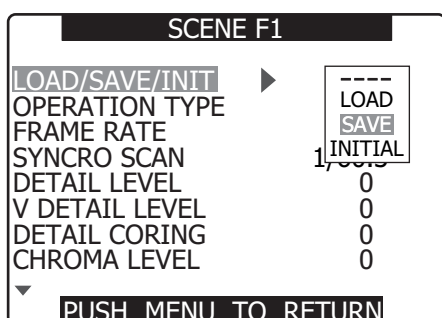 SCENE F1
LOAD/SAVE/INIT
----
LOAD
SAVE
INITIAL
OPERATION TYPE
FRAME RATE
SYNCRO SCAN
DETAIL LEVEL 0
V DETAIL LEVEL 0
DETAIL CORING 0
CHROMA LEVEL 0
PUSH MENU TO RETURN